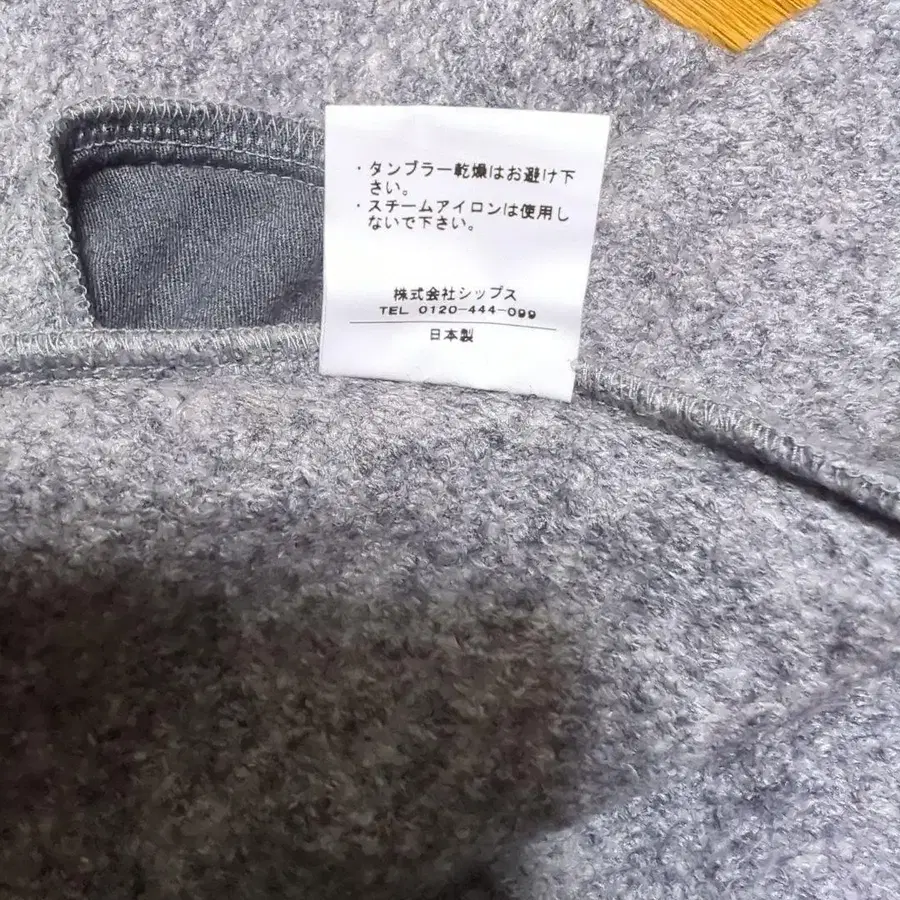 ・タンブラー乾燥はお避け下
さい。
・スチームアイロンは使用し
ないで下さい。
株式会社シップス
TEL 0120-444-099
日本製